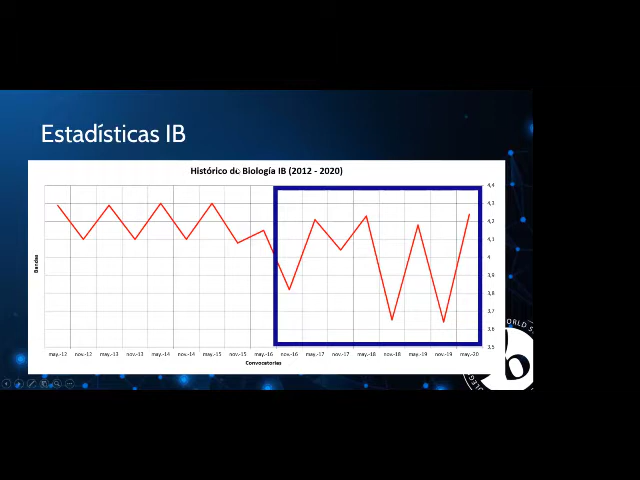 Estadísticas IB
Histórico de Biología IB (2012 - 2020)
4,4
4,3
4,2
4,1
4
3,9
3,8
3,7
3,6
3,5
Bandas
may.-12 nov.-12 may.-13 nov.-13 may.-14 nov.-14 may.-15 nov.-15 may.-16 nov.-16 may.-17 nov.-17 may.-18 nov.-18 may.-19 nov.-19 may.-20
Convocatorias
WORLD S